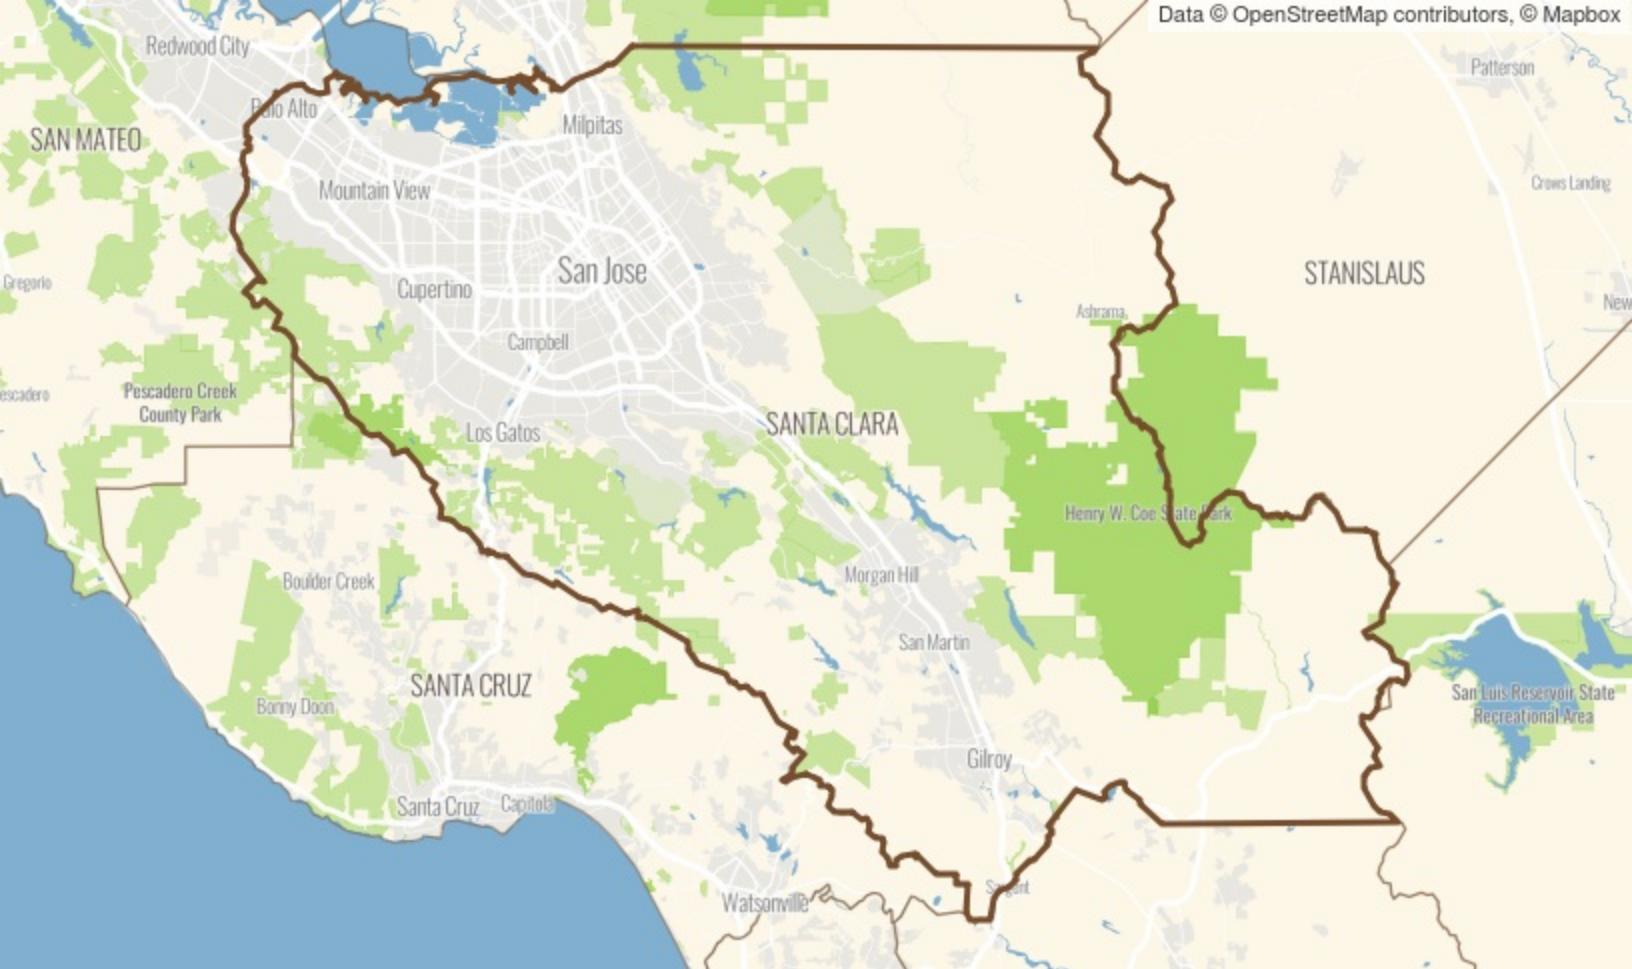 Data © OpenStreetMap contributors, © Mapbox
Redwood City
Patterson
Palo Alto
Milpitas
SAN MATEO
Mountain View
Crows Landing
San Jose
STANISLAUS
Gregorio
Cupertino
New
Ashrama
Campbell
Pescadero Creek
County Park
escadero
SANTA CLARA
Los Gatos
Henry W. Coe State Park
Morgan Hill
Boulder Creek
San Martin
SANTA CRUZ
San Luis Reservoir State
Recreational Area
Bonny Doon
Gilroy
Santa Cruz
Capitola
Sargent
Watsonville